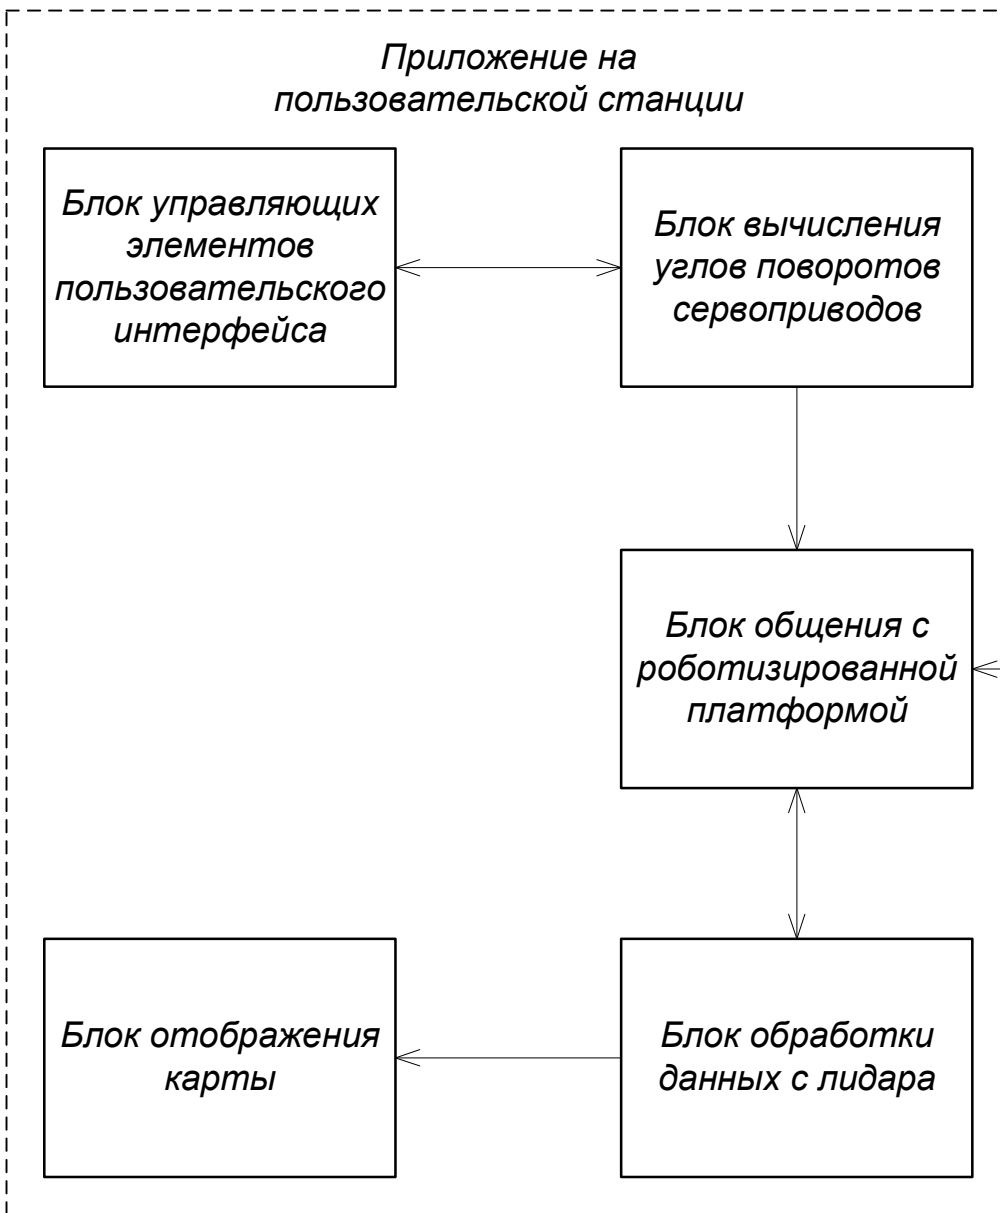 Приложение на
пользовательской станции
Блок управляющих
элементов
пользовательского
интерфейса
Блок вычисления
углов поворотов
сервоприводов
Блок общения с
роботизированной
платформой
Блок отображения
карты
Блок обработки
данных с лидара